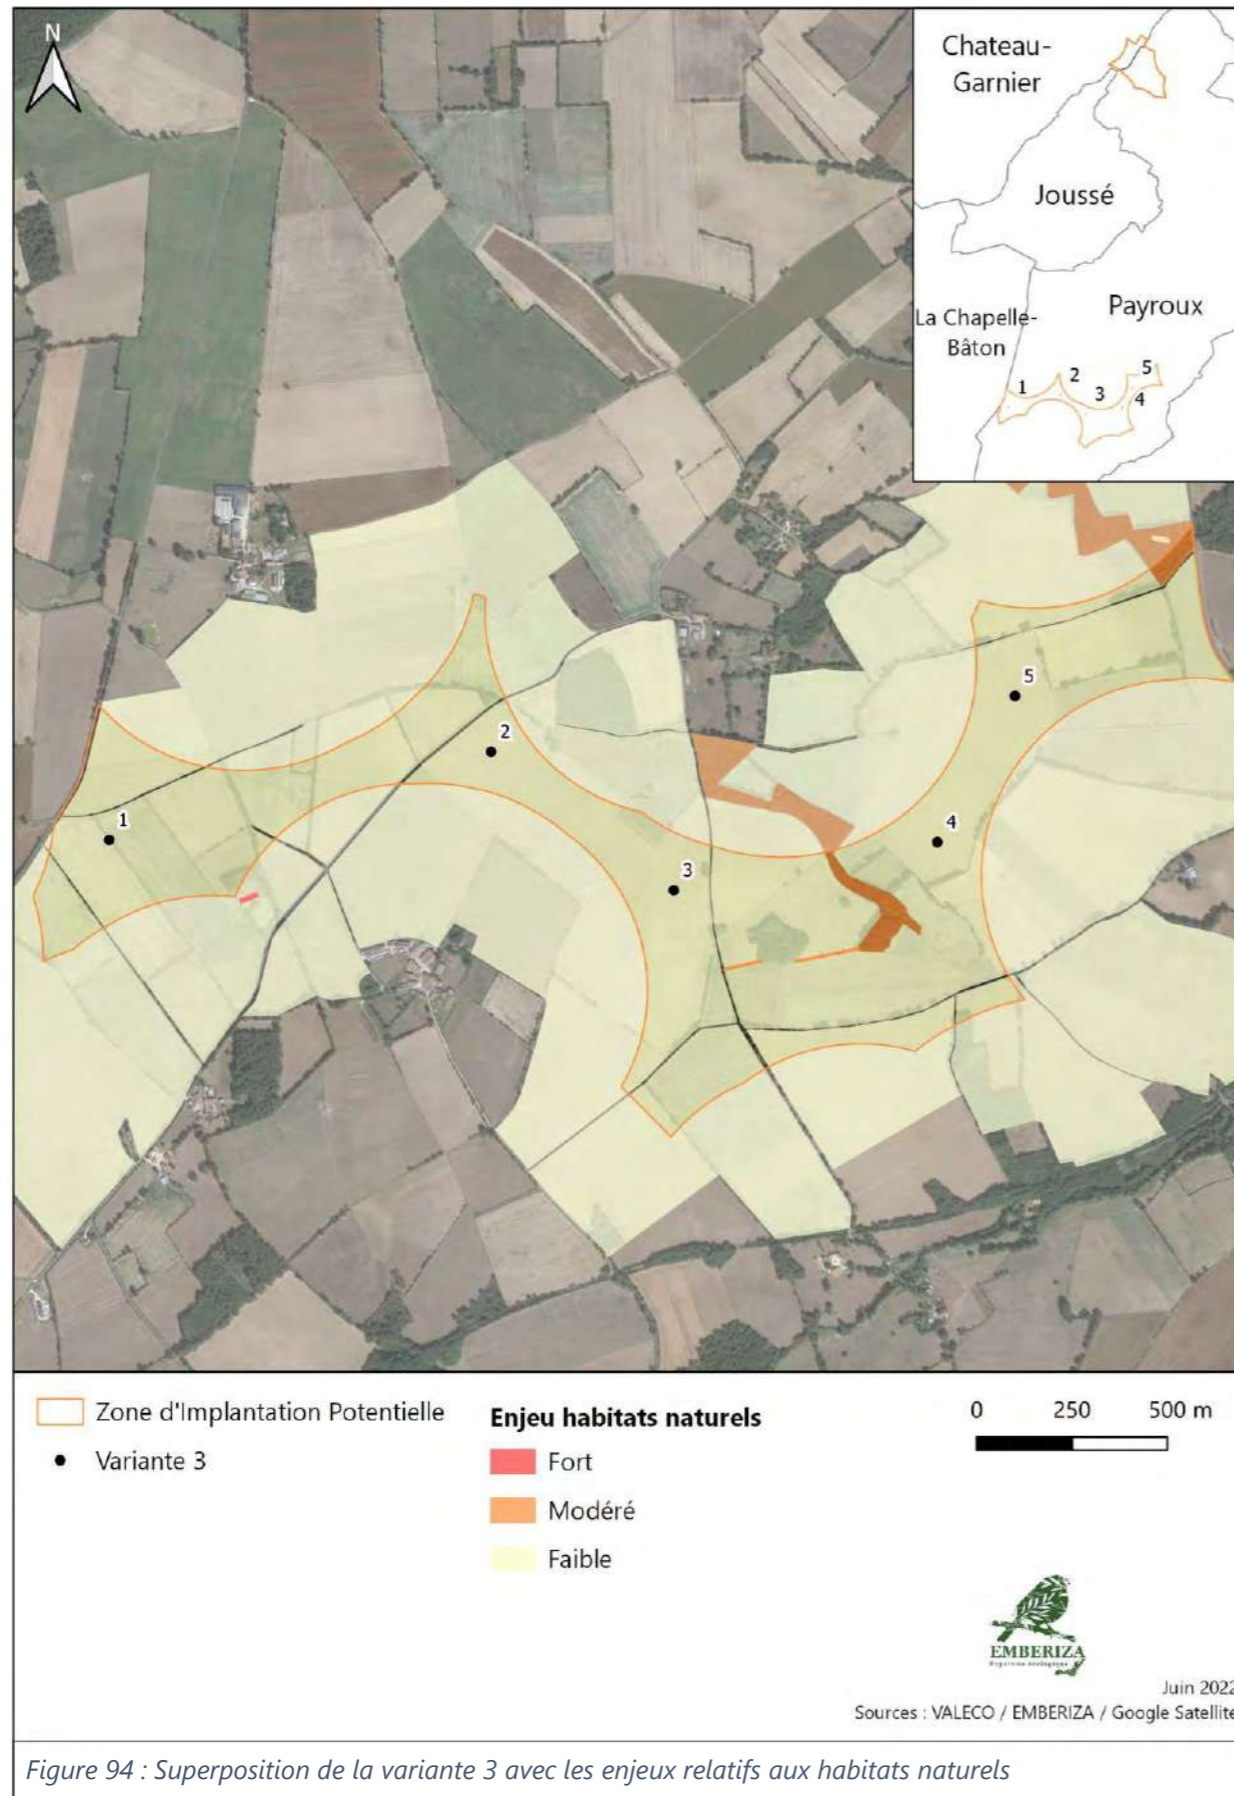 N
Chateau-
Garnier
Joussé
Payroux
La Chapelle-
Bâton
1
2
3
4
5
1
2
3
4
5
Zone d'Implantation Potentielle
Variante 3
Enjeu habitats naturels
Fort
Modéré
Faible
0 250 500 m
EMBERIZA
Expertise écologique
Juin 2022
Sources : VALECO / EMBERIZA / Google Satellite
Figure 94 : Superposition de la variante 3 avec les enjeux relatifs aux habitats naturels